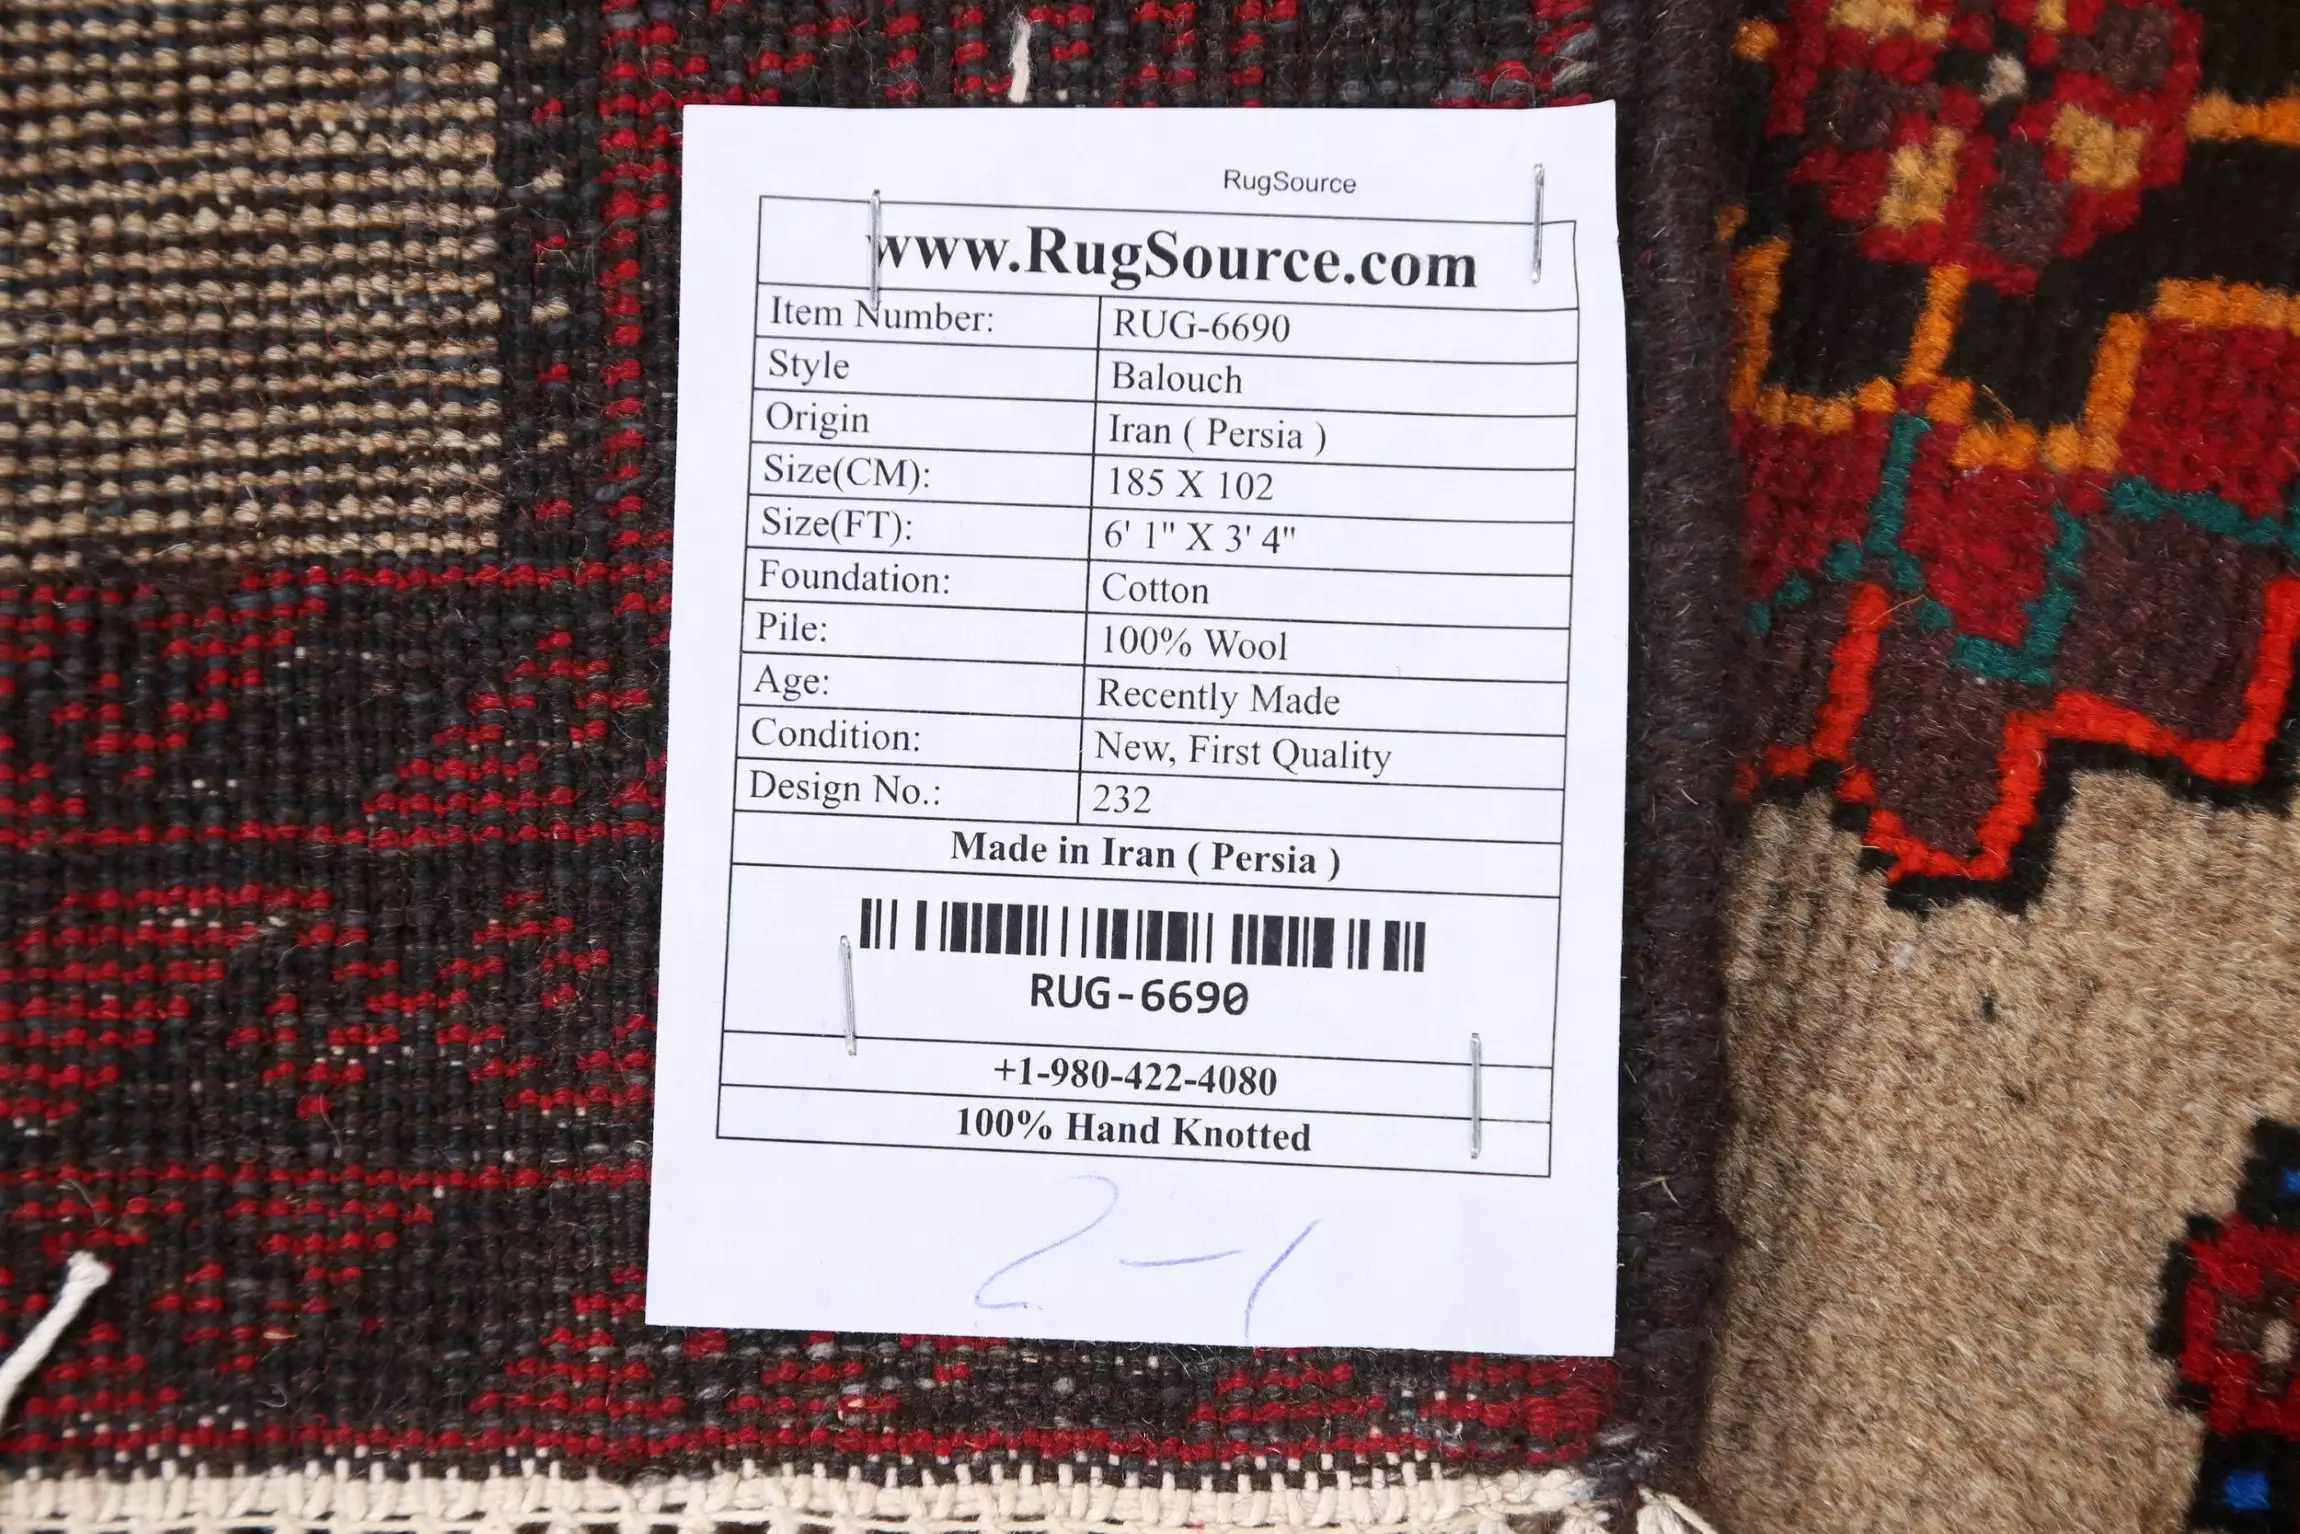 RugSource
www.RugSource.com
Item Number: RUG-6690
Style Balouch
Origin Iran ( Persia )
Size(CM): 185 X 102
Size(FT): 6' 1" X 3' 4"
Foundation: Cotton
Pile: 100% Wool
Age: Recently Made
Condition: New, First Quality
Design No.: 232
Made in Iran ( Persia )
RUG-6690
+1-980-422-4080
100% Hand Knotted
2-1